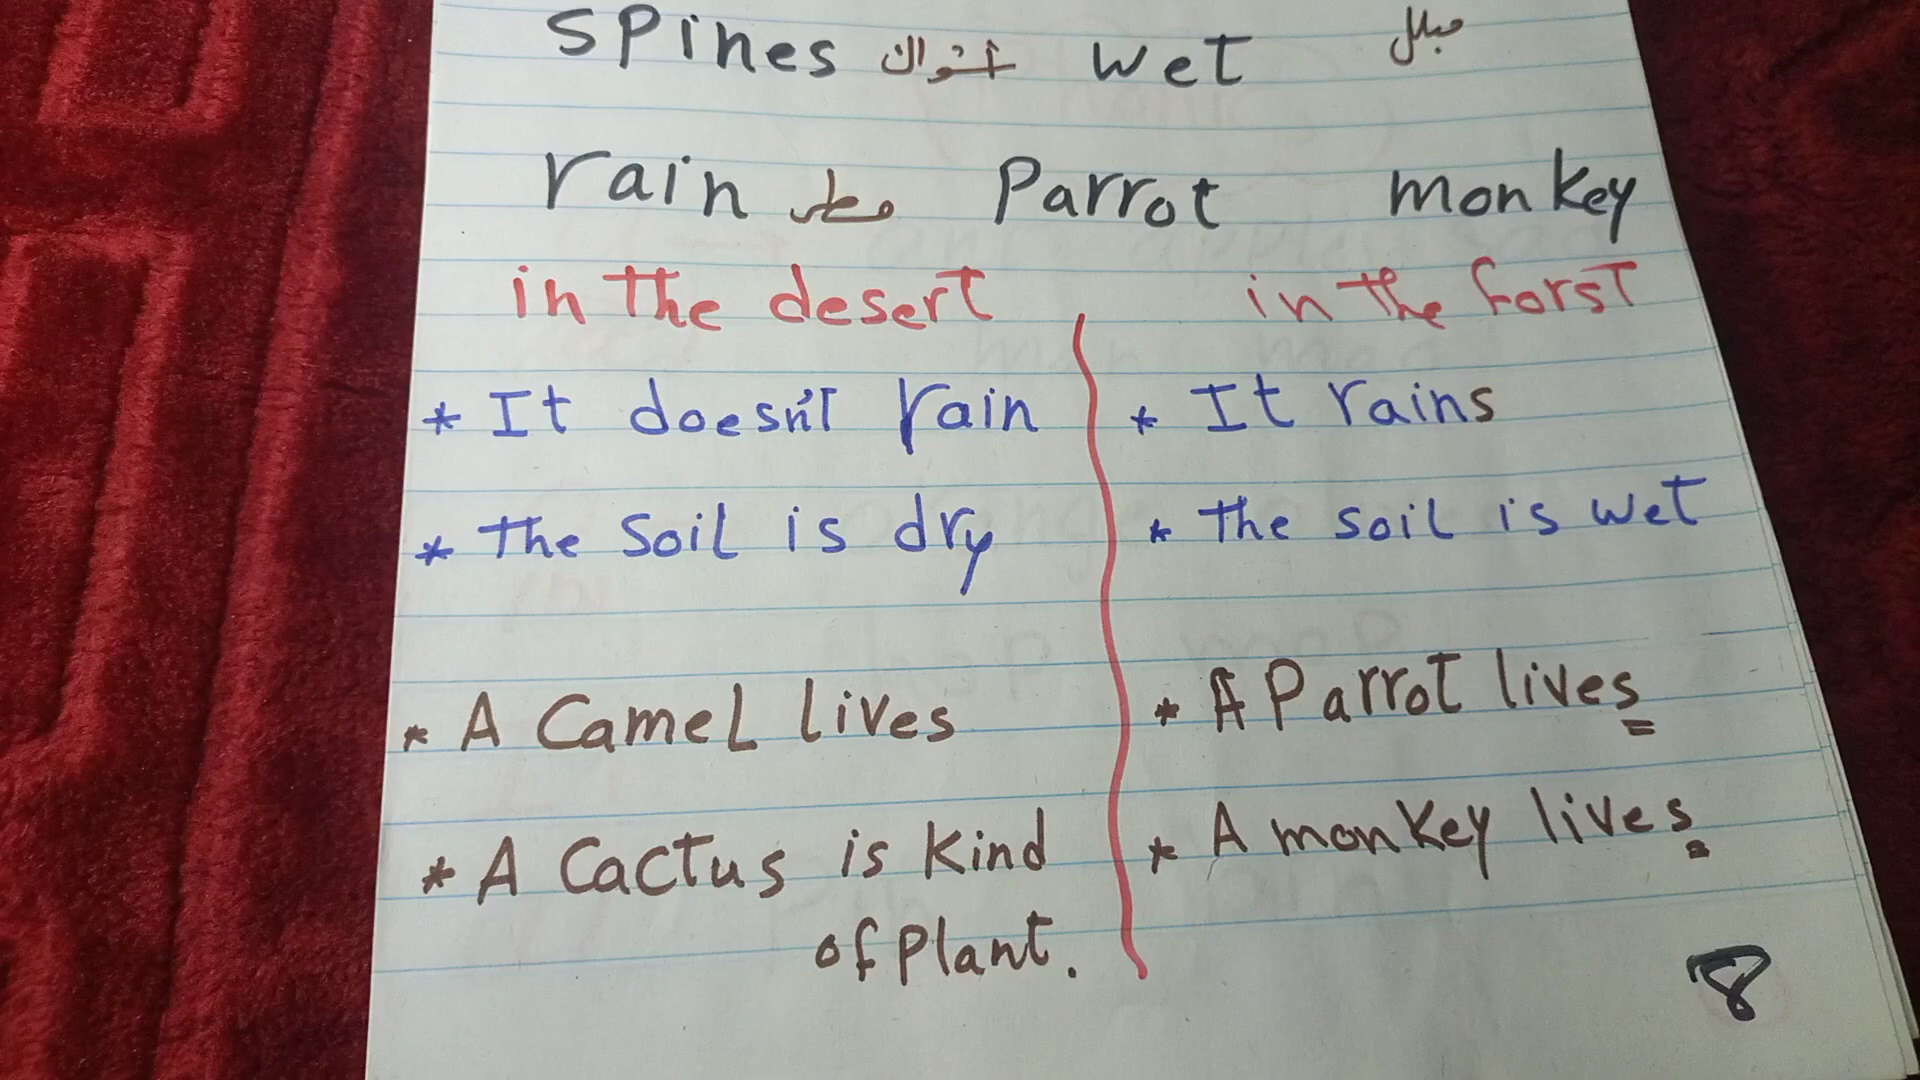 spines أشواك wet مبلل
rain مطر Parrot monkey
in the desert
in the forst
* It doesn't rain
* It rains
* the soil is dry
* the soil is wet
* A Camel lives
* A Parrot lives
* A Cactus is kind
of plant.
* A monkey lives
8